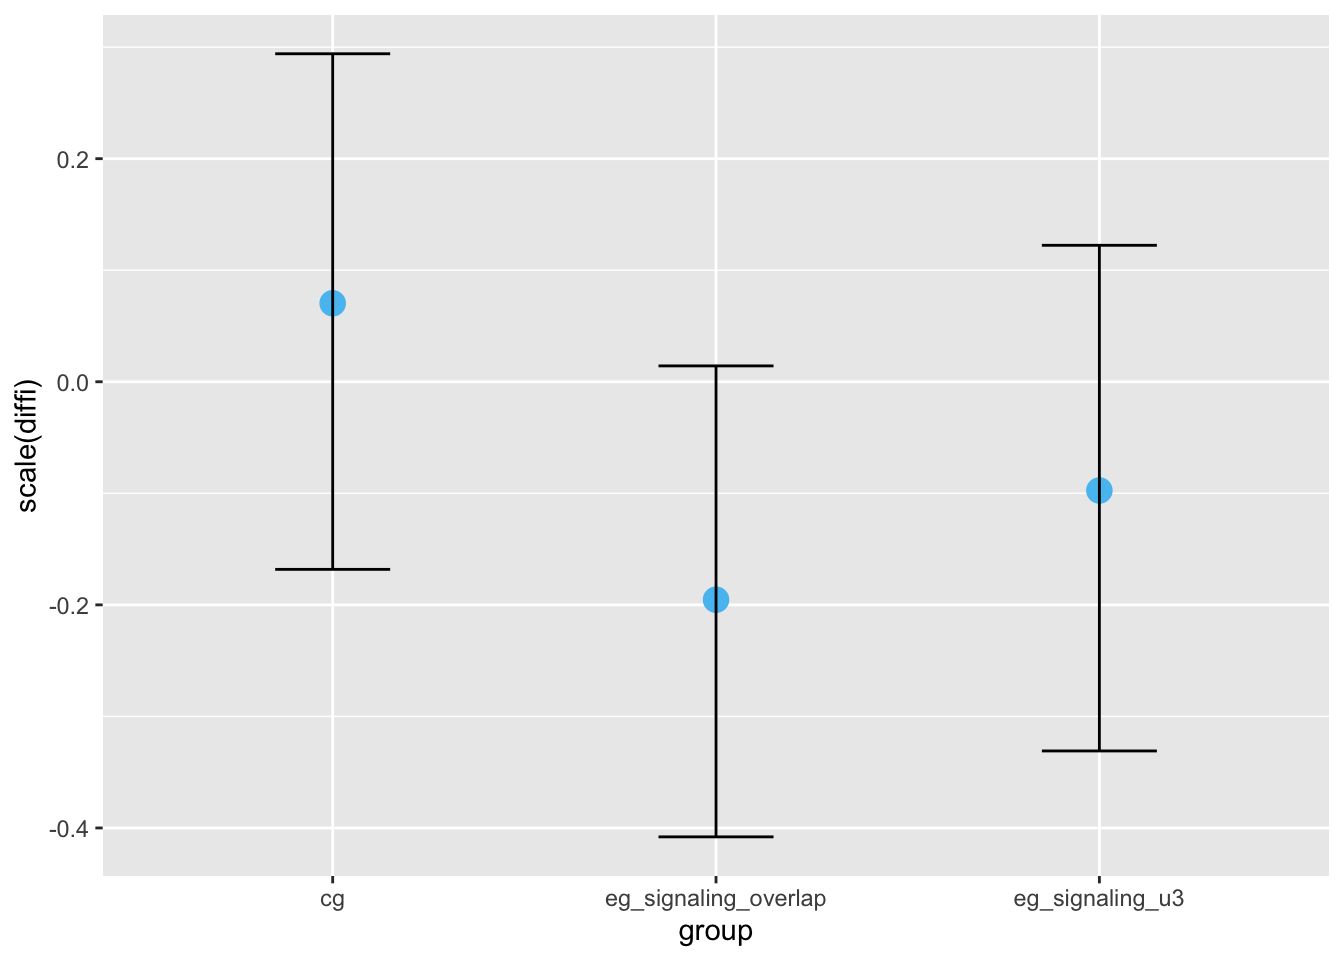 scale(diffi)
0.2
0.0
-0.2
-0.4
cg
eg_signaling_overlap
eg_signaling_u3
group